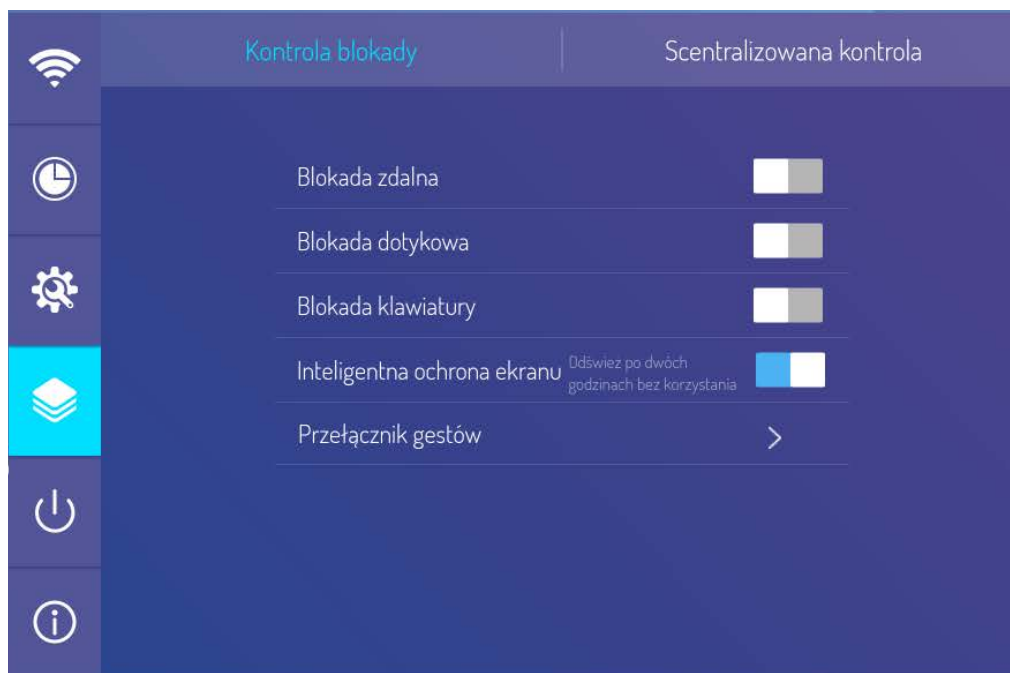 Kontrola blokady
Scentralizowana kontrola
Blokada zdalna
Blokada dotykowa
Blokada klawiatury
Inteligentna ochrona ekranu
Odśwież po dwóch
godzinach bez korzystania
Przełącznik gestów